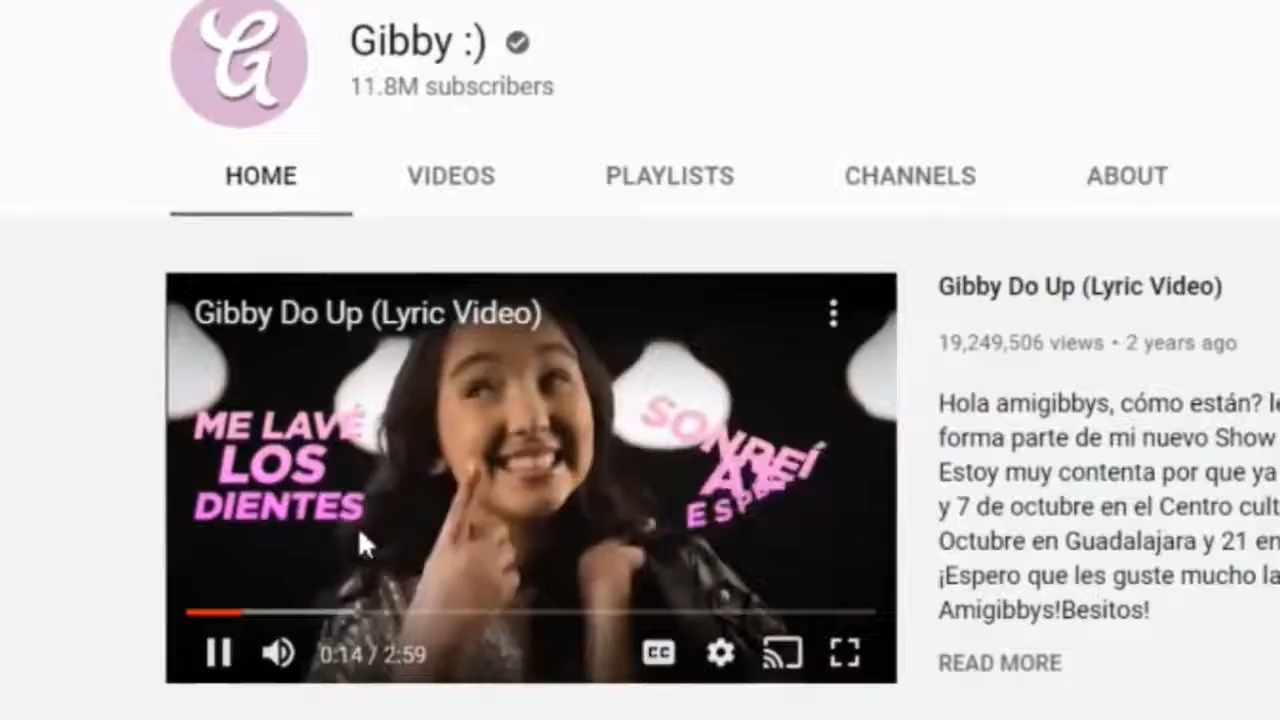 G
Gibby :)
11.8M subscribers
HOME VIDEOS PLAYLISTS CHANNELS ABOUT
Gibby Do Up (Lyric Video)
ME LAVÉ
LOS
DIENTES
SONREÍ
AL
0:14 / 2:59
CC
Gibby Do Up (Lyric Video)
19,249,506 views • 2 years ago
Hola amigibbys, cómo están?
forma parte de mi nuevo Show
Estoy muy contenta por que ya
y 7 de octubre en el Centro
Octubre en Guadalajara y 21
¡Espero que les guste mucho
Amigibbys!Besitos!
READ MORE